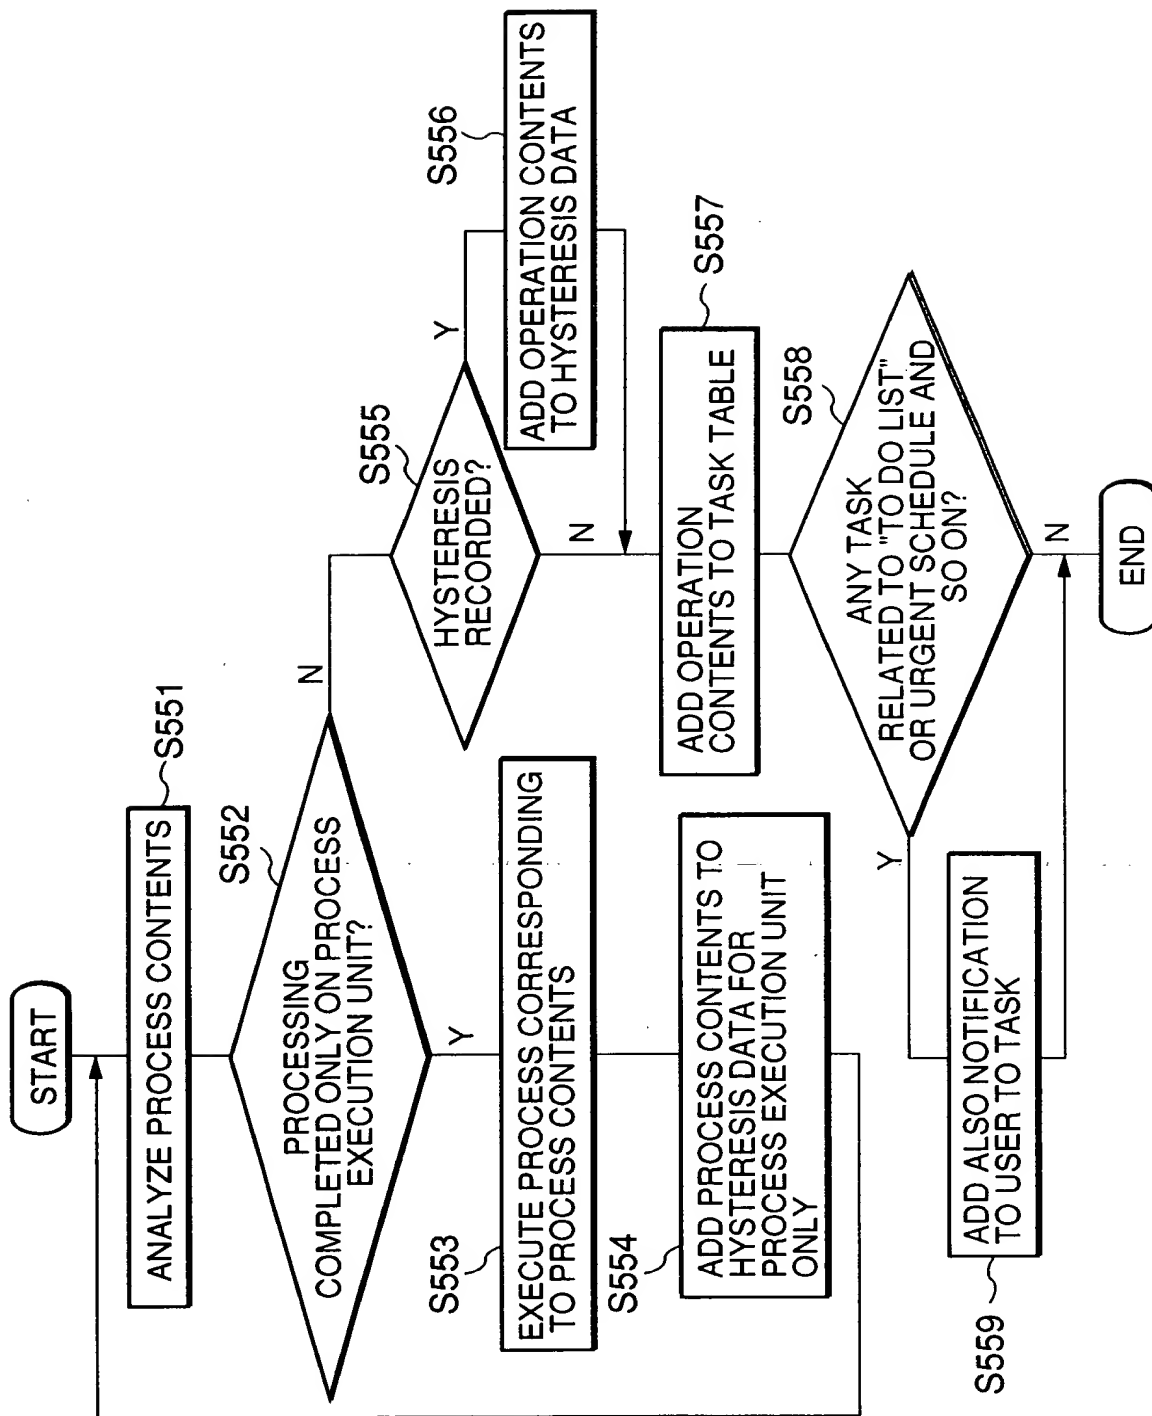 START
ANALYZE PROCESS CONTENTS
S551
PROCESSING
COMPLETED ONLY ON PROCESS
EXECUTION UNIT?
S552
N
Y
EXECUTE PROCESS CORRESPONDING
TO PROCESS CONTENTS
S553
ADD PROCESS CONTENTS TO
HYSTERESIS DATA FOR
PROCESS EXECUTION UNIT
ONLY
S554
HYSTERESIS
RECORDED?
S555
Y
N
ADD OPERATION CONTENTS
TO HYSTERESIS DATA
S556
ADD OPERATION
CONTENTS TO TASK TABLE
S557
ANY TASK
RELATED TO "TO DO LIST"
OR URGENT SCHEDULE AND
SO ON?
S558
Y
N
ADD ALSO NOTIFICATION
TO USER TO TASK
S559
END